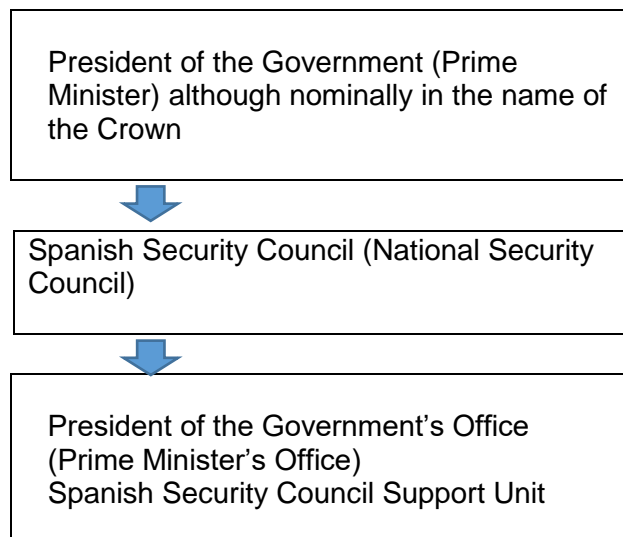 President of the Government (Prime
Minister) although nominally in the name of
the Crown
Spanish Security Council (National Security
Council)
President of the Government’s Office
(Prime Minister’s Office)
Spanish Security Council Support Unit